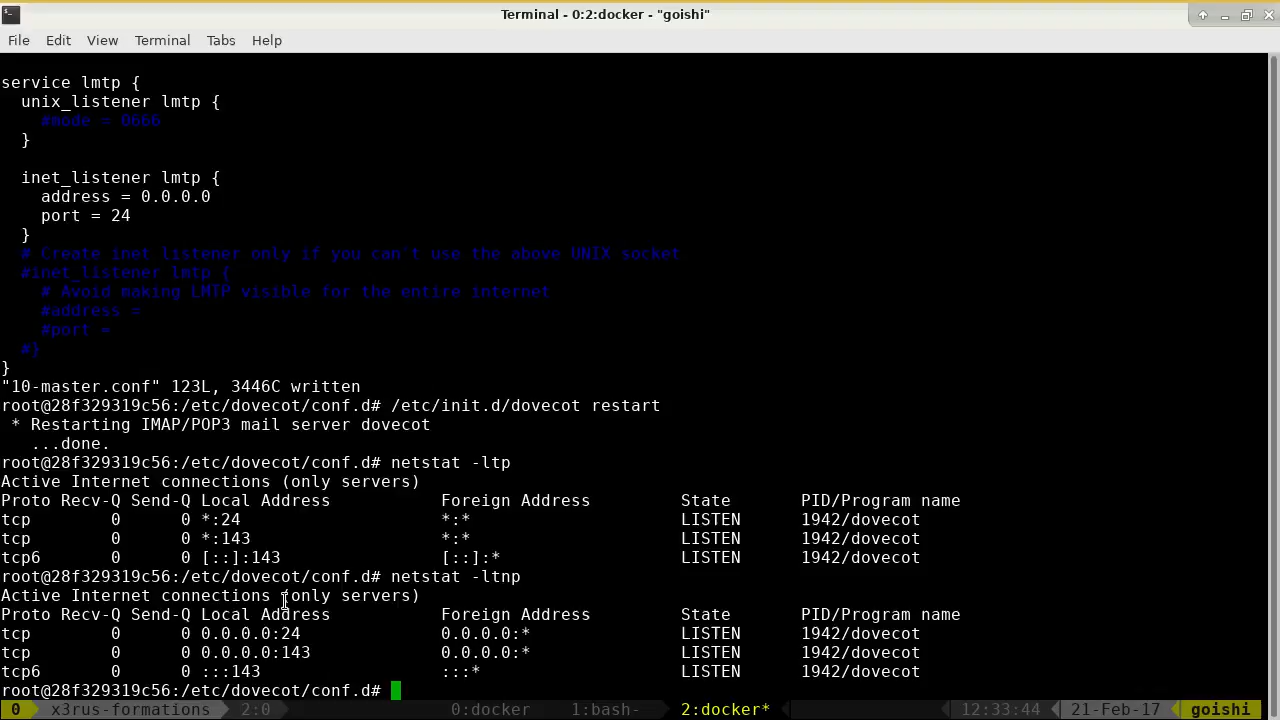 Terminal - 0:2:docker - "goishi"
File Edit View Terminal Tabs Help
service lmtp {
  unix_listener lmtp {
    #mode = 0666
  }

  inet_listener lmtp {
    address = 0.0.0.0
    port = 24
  }
  # Create inet listener only if you can't use the above UNIX socket
  #inet_listener lmtp {
    # Avoid making LMTP visible for the entire internet
    #address =
    #port =
  #}
}
"10-master.conf" 123L, 3446C written
root@28f329319c56:/etc/dovecot/conf.d# /etc/init.d/dovecot restart
 * Restarting IMAP/POP3 mail server dovecot
   ...done.
root@28f329319c56:/etc/dovecot/conf.d# netstat -ltp
Active Internet connections (only servers)
Proto Recv-Q Send-Q Local Address           Foreign Address         State       PID/Program name
tcp        0      0 *:24                    *:*                     LISTEN      1942/dovecot
tcp        0      0 *:143                   *:*                     LISTEN      1942/dovecot
tcp6       0      0 [::]:143                [::]:*                  LISTEN      1942/dovecot
root@28f329319c56:/etc/dovecot/conf.d# netstat -ltnp
Active Internet connections (only servers)
Proto Recv-Q Send-Q Local Address           Foreign Address         State       PID/Program name
tcp        0      0 0.0.0.0:24              0.0.0.0:*               LISTEN      1942/dovecot
tcp        0      0 0.0.0.0:143             0.0.0.0:*               LISTEN      1942/dovecot
tcp6       0      0 :::143                  :::*                    LISTEN      1942/dovecot
root@28f329319c56:/etc/dovecot/conf.d#
0 x3rus-formations 2:0 0:docker 1:bash- 2:docker* 12:33:44 21-Feb-17 goishi